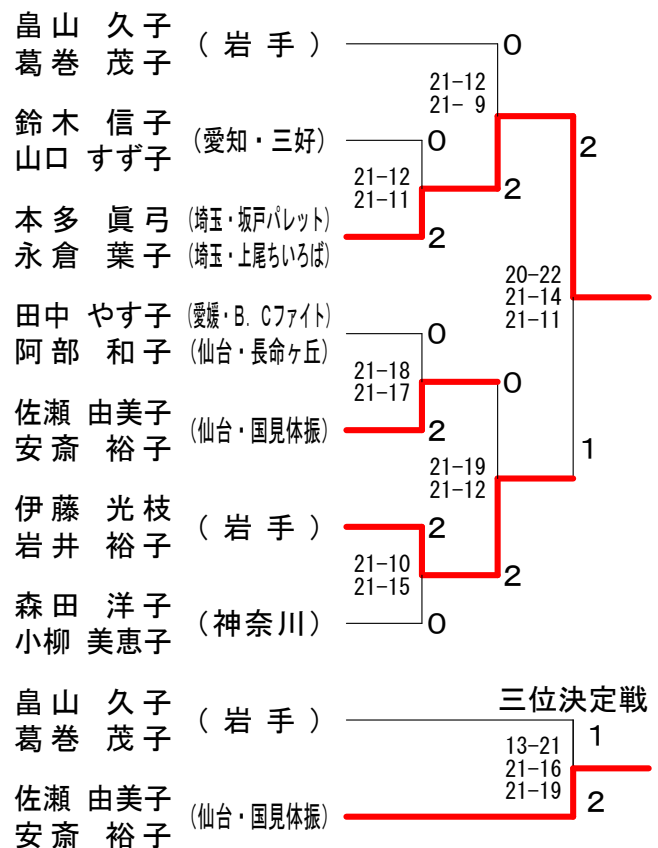 畠山 久子
葛巻 茂子
(岩手)
0
21-12
21- 9
鈴木 信子
山口 すず子
(愛知・三好)
0
2
21-12
21-11
2
本多 眞弓 (埼玉・坂戸パレット)
永倉 葉子 (埼玉・上尾ちいろば)
2
20-22
21-14
21-11
田中 やす子 (愛媛・B. Cファイト)
阿部 和子 (仙台・長命ヶ丘)
0
21-18
21-17
0
佐瀬 由美子
安斎 裕子
(仙台・国見体振)
2
1
21-19
21-12
伊藤 光枝
岩井 裕子
(岩手)
2
21-10
21-15
2
森田 洋子
小柳 美恵子
(神奈川)
0
三位決定戦
畠山 久子
葛巻 茂子
(岩手)
1
13-21
21-16
21-19
佐瀬 由美子
安斎 裕子
(仙台・国見体振)
2